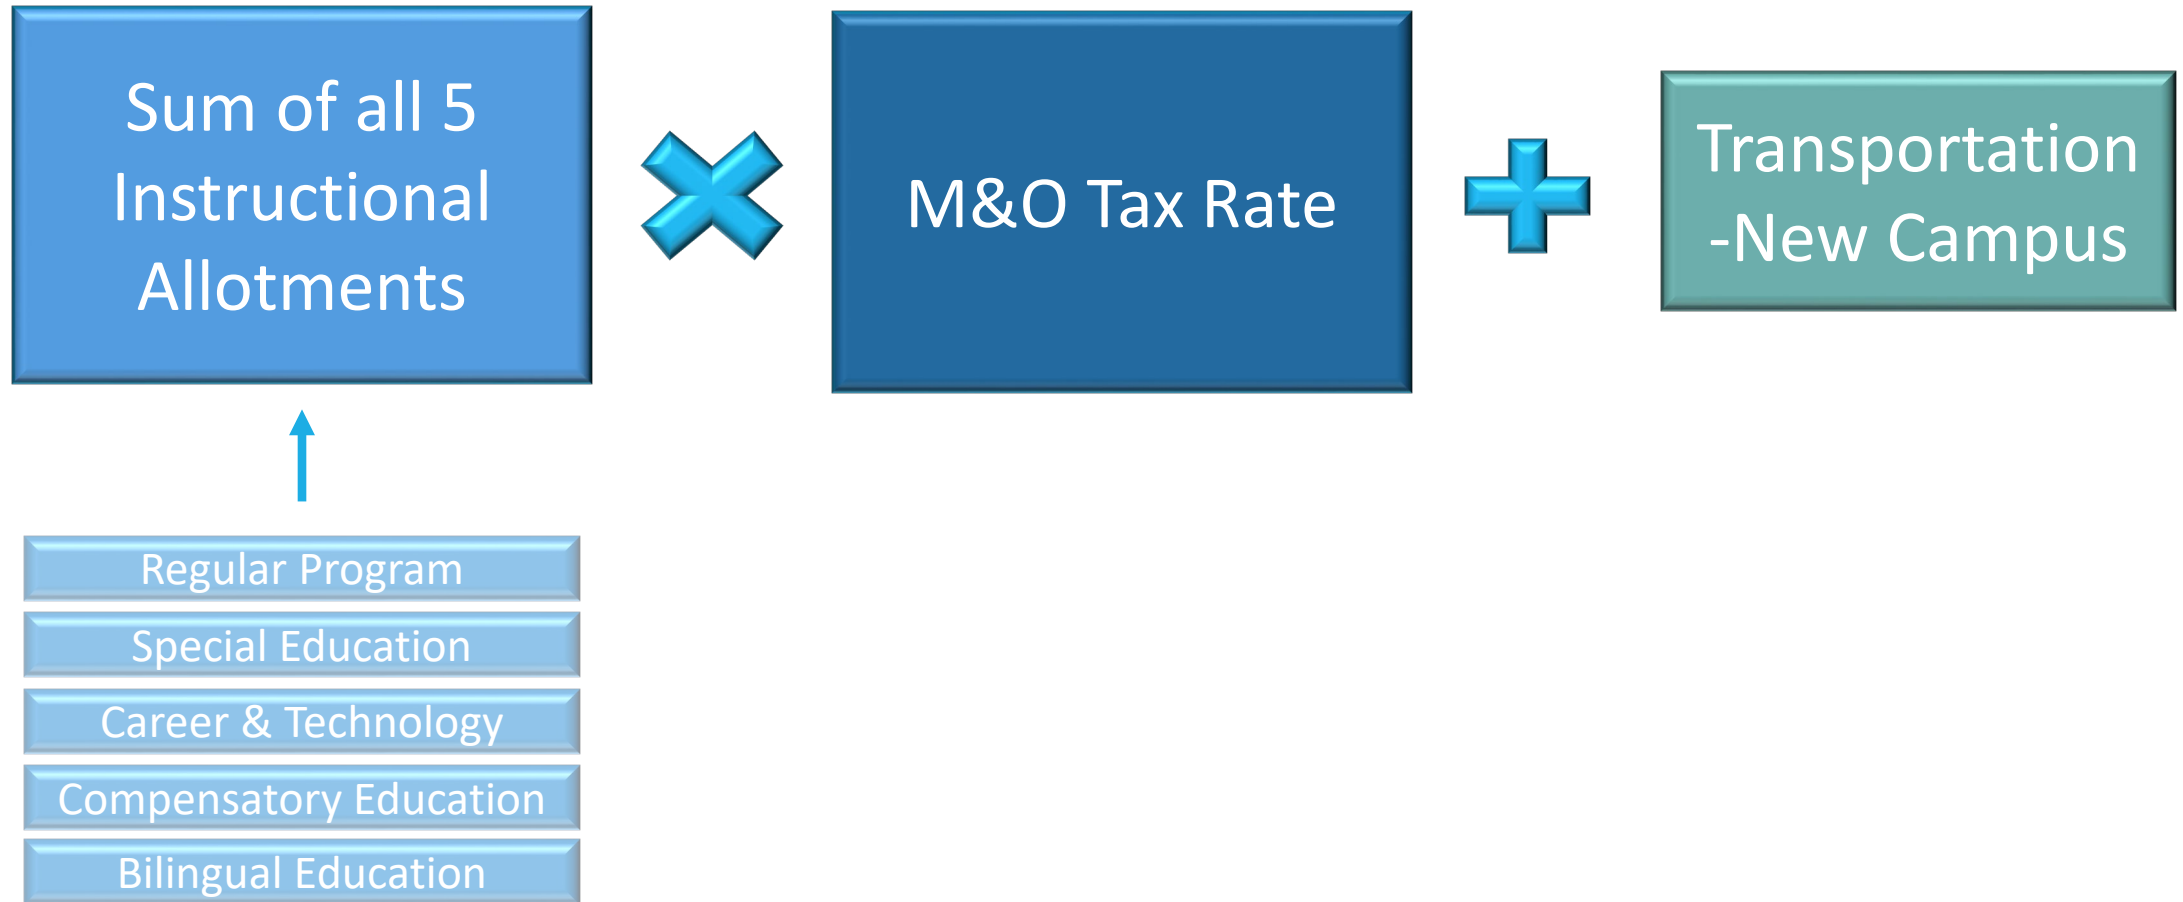 Sum of all 5
Instructional
Allotments
M&O Tax Rate
Transportation
-New Campus
Regular Program
Special Education
Career & Technology
Compensatory Education
Bilingual Education